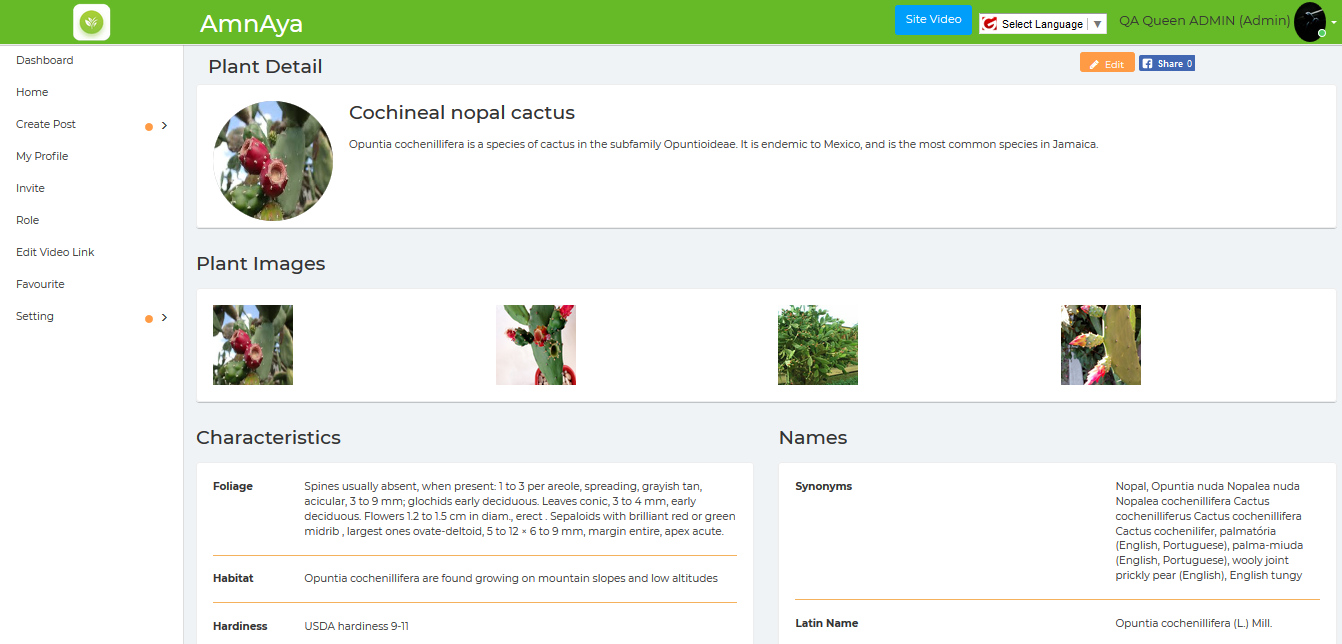 AmnAya
Site Video
Select Language ▼
QA Queen ADMIN (Admin)
Dashboard
Home
Create Post
My Profile
Invite
Role
Edit Video Link
Favourite
Setting
Plant Detail
Edit
Share 0
Cochineal nopal cactus
Opuntia cochenillifera is a species of cactus in the subfamily Opuntioideae. It is endemic to Mexico, and is the most common species in Jamaica.
Plant Images
Characteristics
Foliage
Spines usually absent, when present: 1 to 3 per areole, spreading, grayish tan,
acicular, 3 to 9 mm; glochids early deciduous. Leaves conic, 3 to 4 mm, early
deciduous. Flowers 1.2 to 1.5 cm in diam., erect . Sepaloids with brilliant red or green
midrib , largest ones ovate-deltoid, 5 to 12 × 6 to 9 mm, margin entire, apex acute.
Habitat
Opuntia cochenillifera are found growing on mountain slopes and low altitudes
Hardiness
USDA hardiness 9-11
Names
Synonyms
Nopal, Opuntia nuda Nopalea nuda
Nopalea cochenillifera Cactus
cochenilliferus Cactus cochenillifera
Cactus cochenilifer, palmatória
(English, Portuguese), palma-miuda
(English, Portuguese), wooly joint
prickly pear (English), English tungy
Latin Name
Opuntia cochenillifera (L.) Mill.